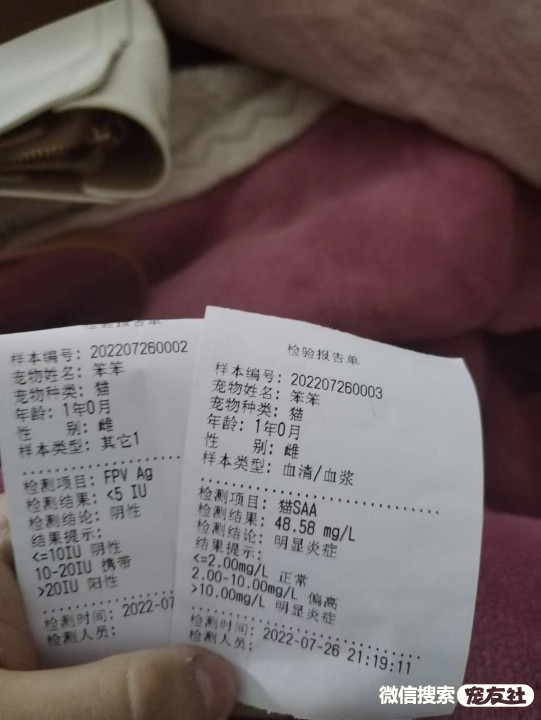 检验报告单
样本编号: 202207260002
宠物姓名: 笨笨
宠物种类: 猫
年龄: 1年0月
性 别: 雌
样本类型: 其它1
检测项目: FPV Ag
检测结果: <5 IU
检测结论: 阴性
结果提示:
<=10IU 阴性
10-20IU 携带
>20IU 阳性
检测时间: 2022-07
检测人员:
检验报告单
样本编号: 202207260003
宠物姓名: 笨笨
宠物种类: 猫
年龄: 1年0月
性 别: 雌
样本类型: 血清/血浆
检测项目: 猫SAA
检测结果: 48.58 mg/L
检测结论: 明显炎症
结果提示:
<=2.00mg/L 正常
2.00-10.00mg/L 偏高
>10.00mg/L 明显炎症
检测时间: 2022-07-26 21:19:11
检测人员:
微信搜索 宠友社